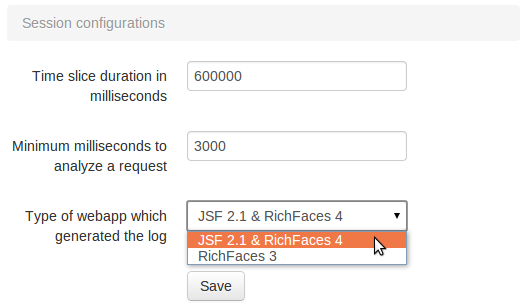 Session configurations
Time slice duration in
milliseconds
600000
Minimum milliseconds to
analyze a request
3000
Type of webapp which
generated the log
JSF 2.1 & RichFaces 4
JSF 2.1 & RichFaces 4
RichFaces 3
Save